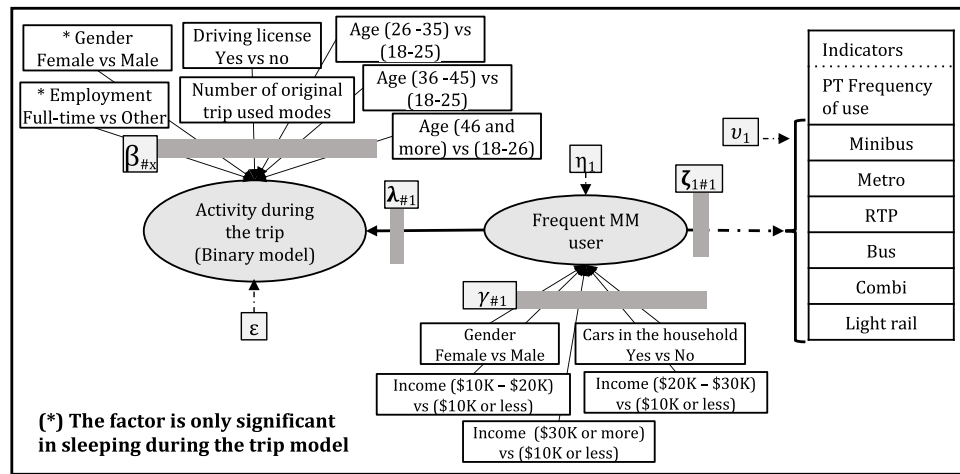 * Gender
Female vs Male
Driving license
Yes vs no
Age (26 -35) vs
(18-25)
* Employment
Full-time vs Other
Number of original
trip used modes
Age (36 -45) vs
(18-25)
Age (46 and
more) vs (18-26)
β#x
Activity during
the trip
(Binary model)
ε
λ#1
η1
Frequent MM
user
ζ1#1
υ1
Indicators
PT Frequency
of use
Minibus
Metro
RTP
Bus
Combi
Light rail
γ#1
Gender
Female vs Male
Cars in the household
Yes vs No
Income ($10K – $20K)
vs ($10K or less)
Income ($20K – $30K)
vs ($10K or less)
Income ($30K or more)
vs ($10K or less)
(*) The factor is only significant
in sleeping during the trip model